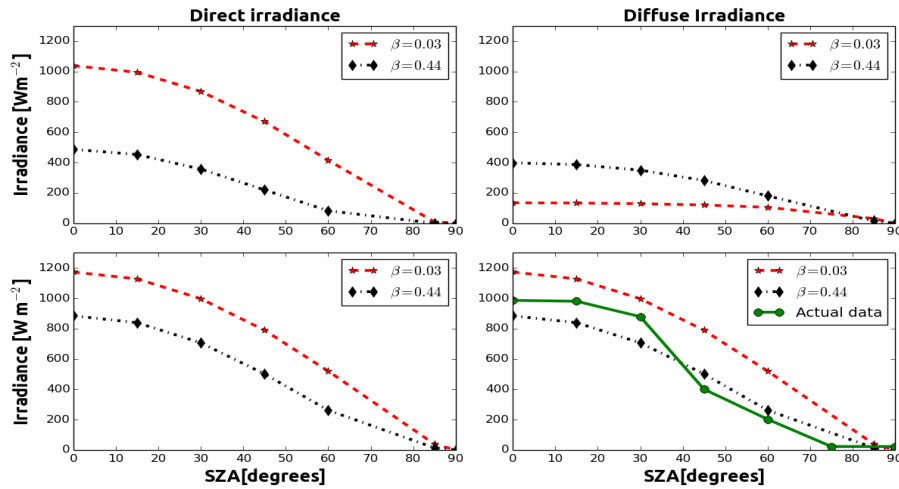 Direct irradiance
Diffuse Irradiance
Irradiance [Wm⁻²]
1200
1000
800
600
400
200
0
0 10 20 30 40 50 60 70 80 90
β=0.03
β=0.44
1200
1000
800
600
400
200
0
0 10 20 30 40 50 60 70 80 90
β=0.03
β=0.44
Irradiance [W m⁻²]
1200
1000
800
600
400
200
0
0 10 20 30 40 50 60 70 80 90
SZA[degrees]
β=0.03
β=0.44
1200
1000
800
600
400
200
0
0 10 20 30 40 50 60 70 80 90
SZA[degrees]
β=0.03
β=0.44
Actual data